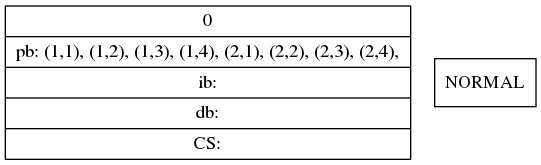 0
pb: (1,1), (1,2), (1,3), (1,4), (2,1), (2,2), (2,3), (2,4),
ib:
db:
CS:
NORMAL